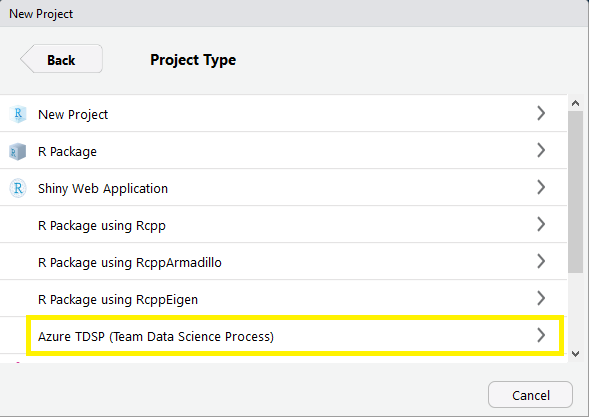 New Project
Back
Project Type
New Project
R Package
Shiny Web Application
R Package using Rcpp
R Package using RcppArmadillo
R Package using RcppEigen
Azure TDSP (Team Data Science Process)
Cancel